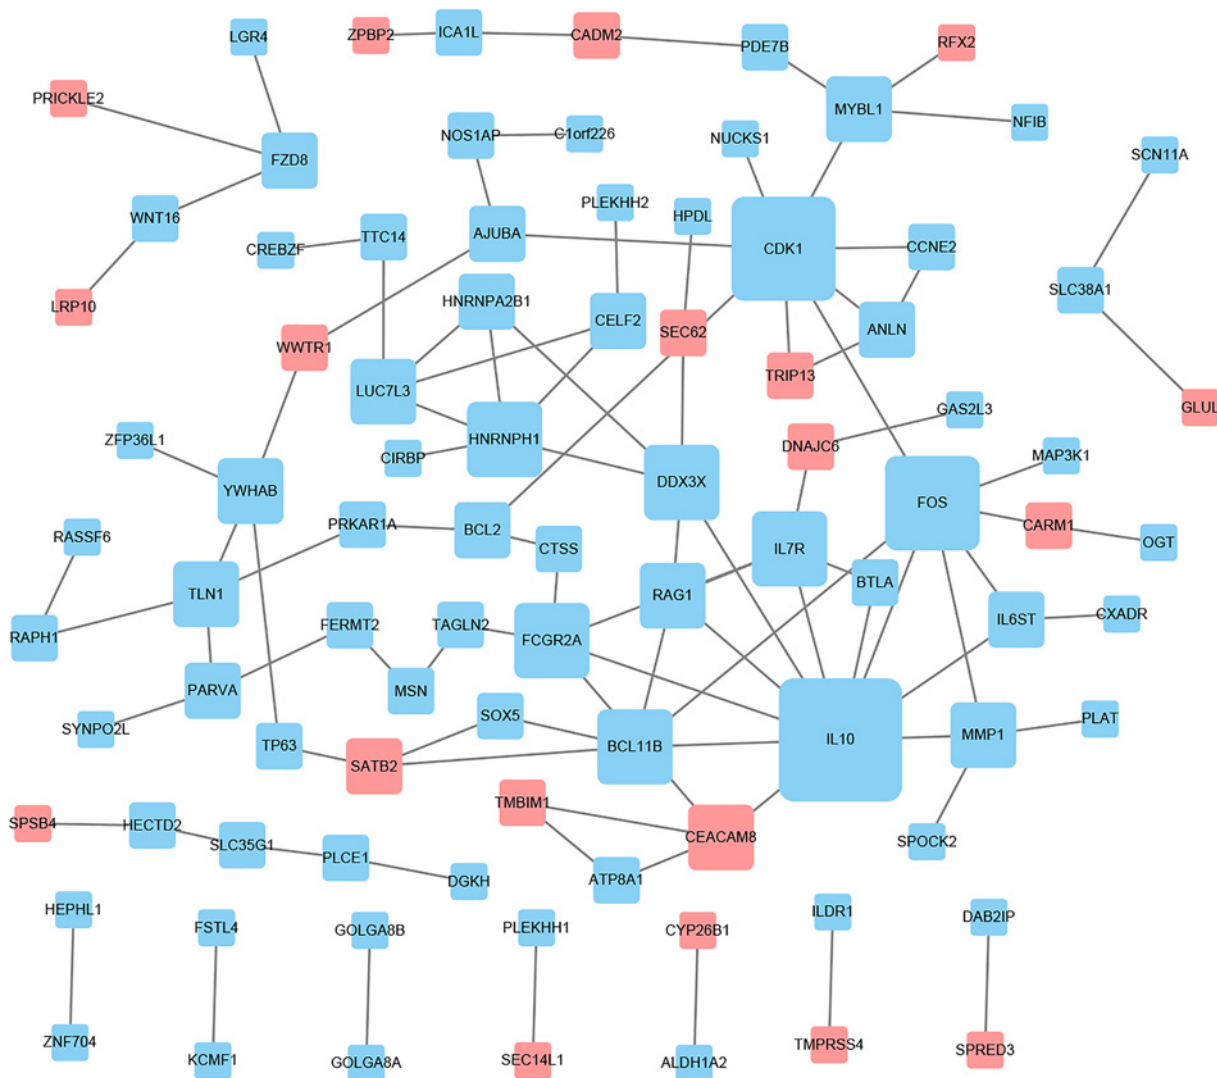 LGR4
ZPBP2
ICA1L
CADM2
PDE7B
RFX2
PRICKLE2
MYBL1
NFIB
NOS1AP
C1orf226
NUCKS1
FZD8
SCN11A
WNT16
PLEKHH2
HPDL
CREBZF
TTC14
AJUBA
CDK1
CCNE2
LRP10
HNRNPA2B1
SLC38A1
WWTR1
CELF2
SEC62
ANLN
LUC7L3
TRIP13
GLUL
ZFP36L1
HNRNPH1
GAS2L3
CIRBP
DNAJC6
MAP3K1
YWHAB
DDX3X
FOS
RASSF6
PRKAR1A
BCL2
CTSS
IL7R
CARM1
OGT
TLN1
RAG1
BTLA
RAPH1
FERMT2
TAGLN2
FCGR2A
IL6ST
CXADR
PARVA
MSN
SYNPO2L
TP63
SOX5
BCL11B
IL10
MMP1
PLAT
SATB2
SPSB4
HECTD2
TMBIM1
CEACAM8
SPOCK2
SLC35G1
PLCE1
DGKH
ATP8A1
HEPHL1
FSTL4
GOLGA8B
PLEKHH1
CYP26B1
ILDR1
DAB2IP
ZNF704
KCMF1
GOLGA8A
SEC14L1
ALDH1A2
TMPRSS4
SPRED3